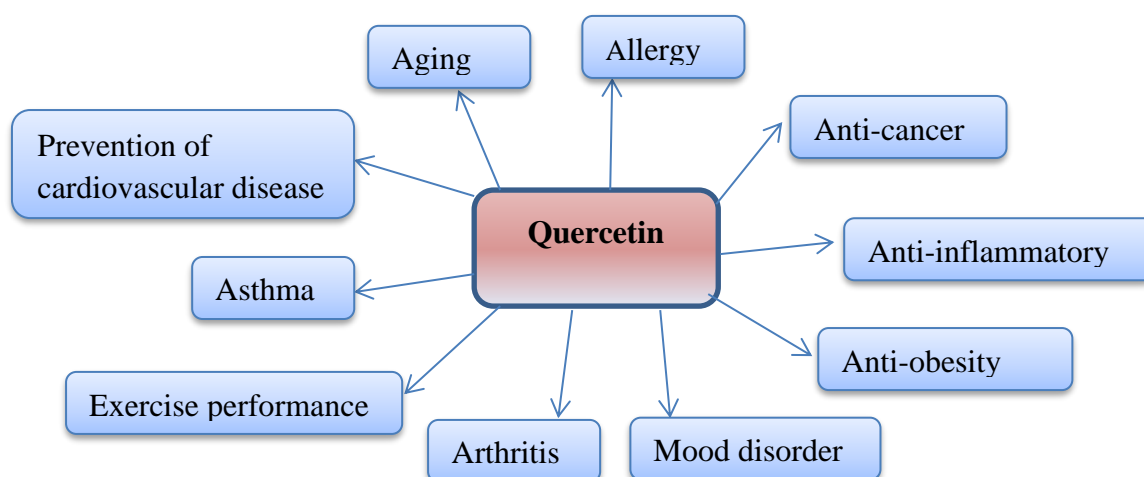 Aging
Allergy
Anti-cancer
Prevention of
cardiovascular disease
Quercetin
Anti-inflammatory
Asthma
Anti-obesity
Exercise performance
Arthritis
Mood disorder